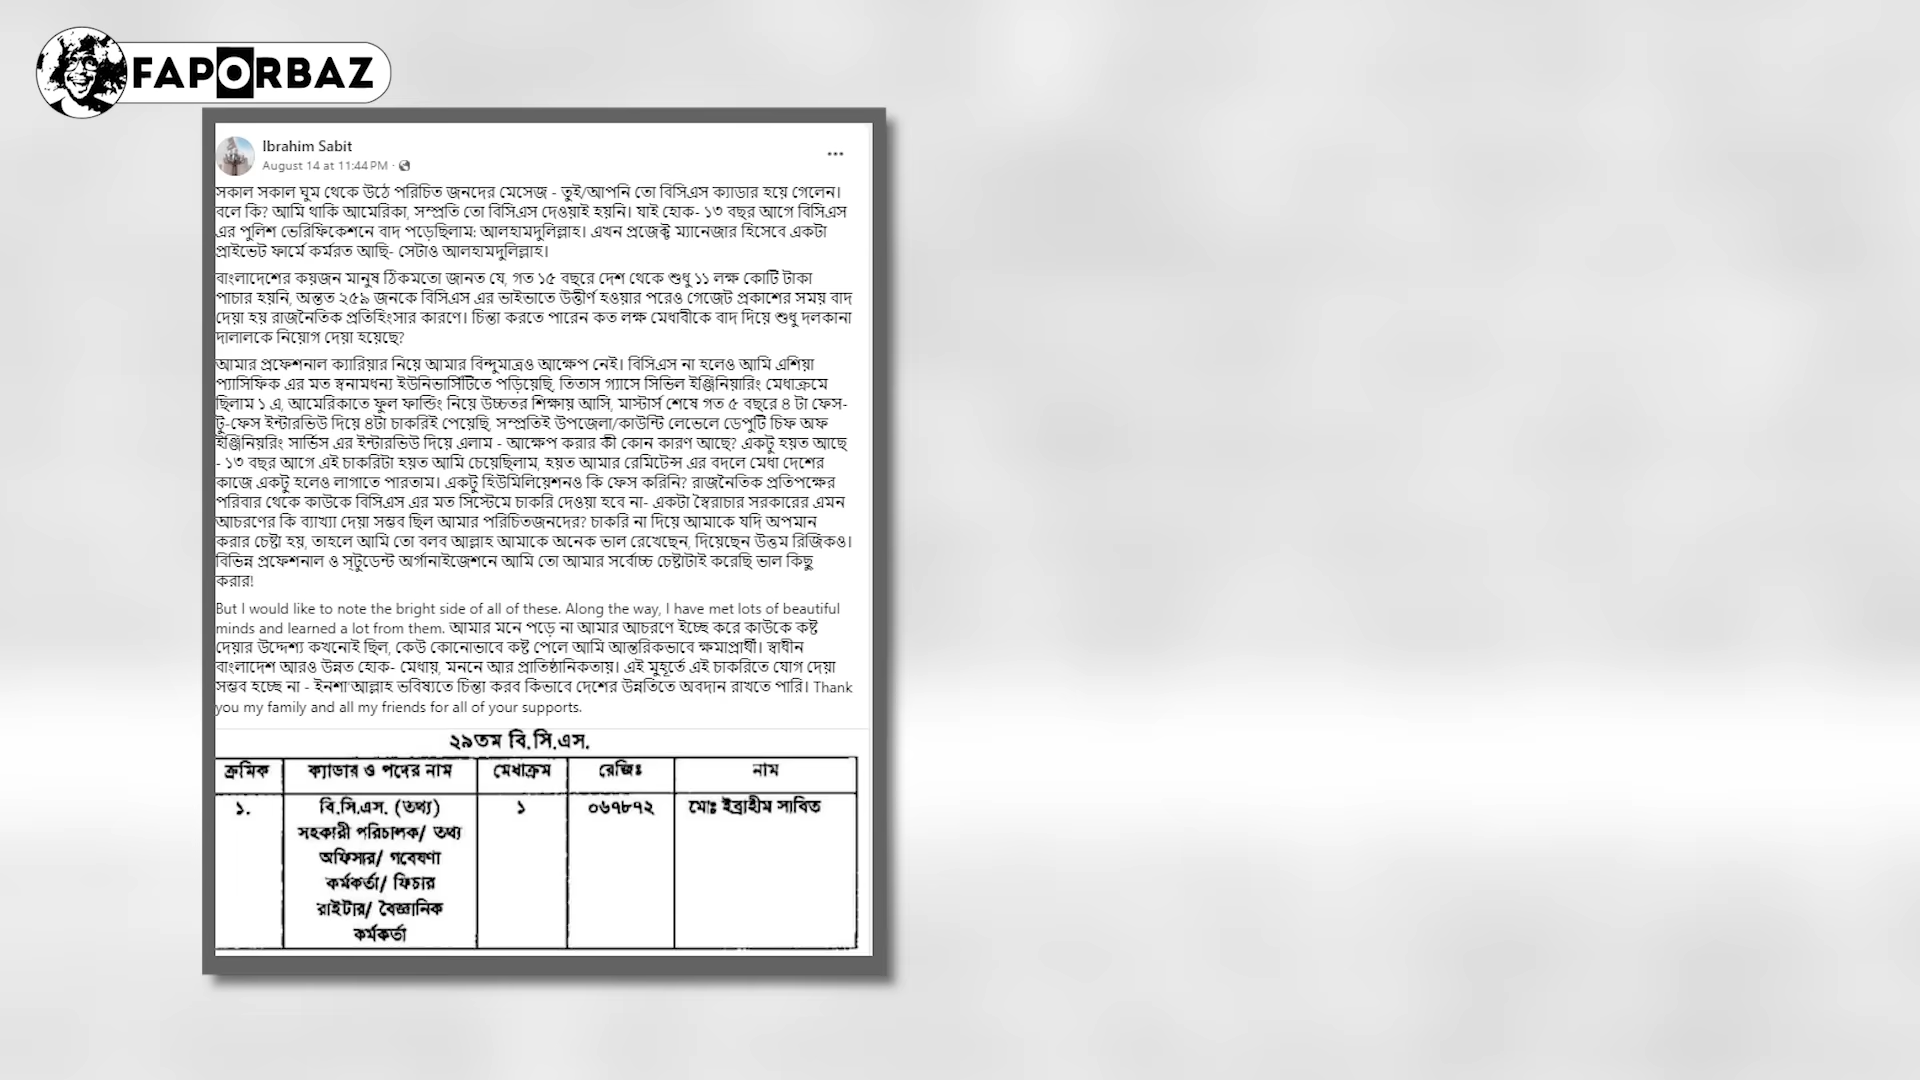 FAPORBAZ
Ibrahim Sabit
August 14 at 11:44 PM ·
সকাল সকাল ঘুম থেকে উঠে পরিচিত জনদের মেসেজ - তুই/আপনি তো বিসিএস ক্যাডার হয়ে গেলেন।
বলে কি? আমি থাকি আমেরিকা, সম্প্রতি তো বিসিএস দেওয়াই হয়নি। যাই হোক- ১৩ বছর আগে বিসিএস
এর পুলিশ ভেরিফিকেশনে বাদ পড়েছিলাম; আলহামদুলিল্লাহ। এখন প্রজেক্ট ম্যানেজার হিসেবে একটা
প্রাইভেট ফার্মে কর্মরত আছি- সেটাও আলহামদুলিল্লাহ।
বাংলাদেশের কয়জন মানুষ ঠিকমতো জানত যে, গত ১৫ বছরে দেশ থেকে শুধু ১১ লক্ষ কোটি টাকা
পাচার হয়নি, অন্তত ২৫৯ জনকে বিসিএস এর ভাইভাতে উত্তীর্ণ হওয়ার পরেও গেজেট প্রকাশের সময় বাদ
দেয়া হয় রাজনৈতিক প্রতিহিংসার কারণে। চিন্তা করতে পারেন কত লক্ষ মেধাবীকে বাদ দিয়ে শুধু দলকানা
দালালকে নিয়োগ দেয়া হয়েছে?
আমার প্রফেশনাল ক্যারিয়ার নিয়ে আমার বিন্দুমাত্রও আক্ষেপ নেই। বিসিএস না হলেও আমি এশিয়া
প্যাসিফিক এর মত স্বনামধন্য ইউনিভার্সিটিতে পড়িয়েছি, তিতাস গ্যাসে সিভিল ইঞ্জিনিয়ারিং মেধাক্রমে
ছিলাম ১ এ, আমেরিকাতে ফুল ফান্ডিং নিয়ে উচ্চতর শিক্ষায় আসি, মাস্টার্স শেষে গত ৫ বছরে ৪ টা ফেস-
টু-ফেস ইন্টারভিউ দিয়ে ৪টা চাকরিই পেয়েছি, সম্প্রতিই উপজেলা/কাউন্টি লেভেলে ডেপুটি চিফ অফ
ইঞ্জিনিয়রিং সার্ভিস এর ইন্টারভিউ দিয়ে এলাম - আক্ষেপ করার কী কোন কারণ আছে? একটু হয়ত আছে
- ১৩ বছর আগে এই চাকরিটা হয়ত আমি চেয়েছিলাম, হয়ত আমার রেমিটেন্স এর বদলে মেধা দেশের
কাজে একটু হলেও লাগাতে পারতাম। একটু হিউমিলিয়েশনও কি ফেস করিনি? রাজনৈতিক প্রতিপক্ষের
পরিবার থেকে কাউকে বিসিএস এর মত সিস্টেমে চাকরি দেওয়া হবে না- একটা স্বৈরাচার সরকারের এমন
আচরণের কি ব্যাখ্যা দেয়া সম্ভব ছিল আমার পরিচিতজনদের? চাকরি না দিয়ে আমাকে যদি অপমান
করার চেষ্টা হয়, তাহলে আমি তো বলব আল্লাহ আমাকে অনেক ভাল রেখেছেন, দিয়েছেন উত্তম রিজিকও।
বিভিন্ন প্রফেশনাল ও স্টুডেন্ট অর্গানাইজেশনে আমি তো আমার সর্বোচ্চ চেষ্টাটাই করেছি ভাল কিছু
করার!
But I would like to note the bright side of all of these. Along the way, I have met lots of beautiful
minds and learned a lot from them. আমার মনে পড়ে না আমার আচরণে ইচ্ছে করে কাউকে কষ্ট
দেয়ার উদ্দেশ্য কখনোই ছিল, কেউ কোনোভাবে কষ্ট পেলে আমি আন্তরিকভাবে ক্ষমাপ্রার্থী। স্বাধীন
বাংলাদেশ আরও উন্নত হোক- মেধায়, মননে আর প্রাতিষ্ঠানিকতায়। এই মুহূর্তে এই চাকরিতে যোগ দেয়া
সম্ভব হচ্ছে না - ইনশা'আল্লাহ ভবিষ্যতে চিন্তা করব কিভাবে দেশের উন্নতিতে অবদান রাখতে পারি। Thank
you my family and all my friends for all of your supports.
২৯তম বি.সি.এস.
ক্রমিক ক্যাডার ও পদের নাম মেধাক্রম রেজিঃ নাম
১. বি.সি.এস. (তথ্য) ১ ০৬৭৮৭২ মোঃ ইব্রাহীম সাবিত
সহকারী পরিচালক/ তথ্য
অফিসার/ গবেষণা
কর্মকর্তা/ ফিচার
রাইটার/ বৈজ্ঞানিক
কর্মকর্তা